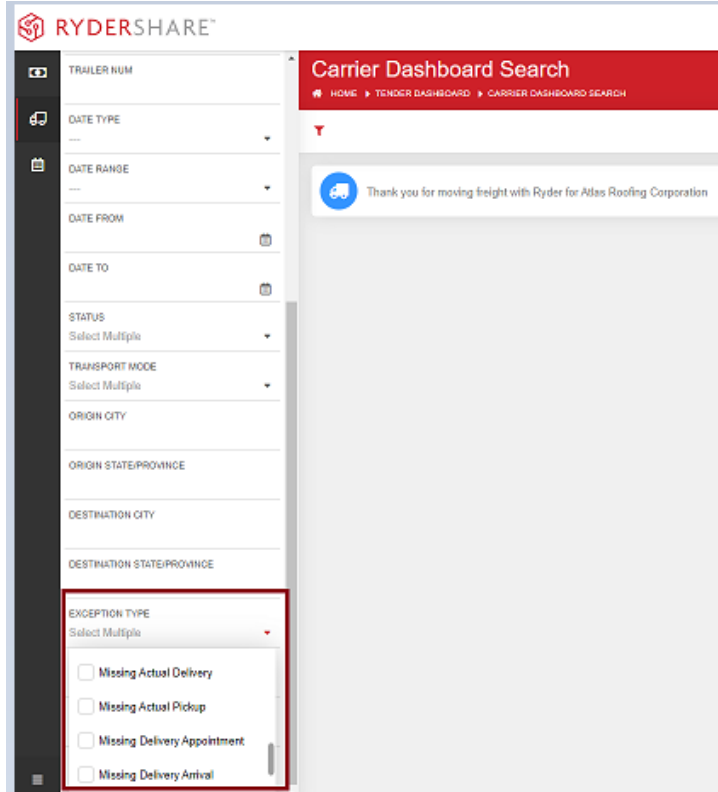 RYDERSHARE™
TRAILER NUM
DATE TYPE
---
DATE RANGE
---
DATE FROM
DATE TO
STATUS
Select Multiple
TRANSPORT MODE
Select Multiple
ORIGIN CITY
ORIGIN STATE/PROVINCE
DESTINATION CITY
DESTINATION STATE/PROVINCE
EXCEPTION TYPE
Select Multiple
Missing Actual Delivery
Missing Actual Pickup
Missing Delivery Appointment
Missing Delivery Arrival
Carrier Dashboard Search
HOME TENDER DASHBOARD CARRIER DASHBOARD SEARCH
Thank you for moving freight with Ryder for Atlas Roofing Corporation